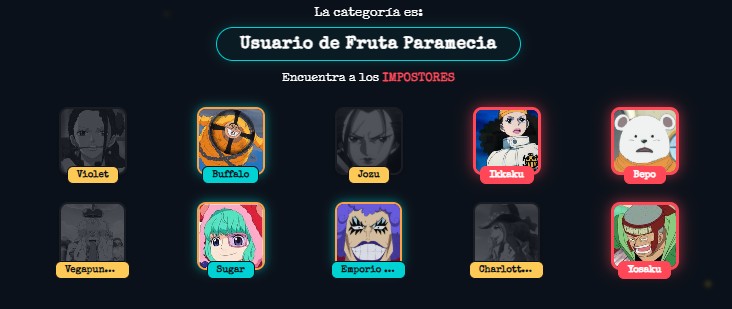 La categoría es:
Usuario de Fruta Paramecia
Encuentra a los IMPOSTORES
Violet
Buffalo
Jozu
Ikkaku
Bepo
Vegapun...
Sugar
Emporio ...
Charlott...
Yosaku